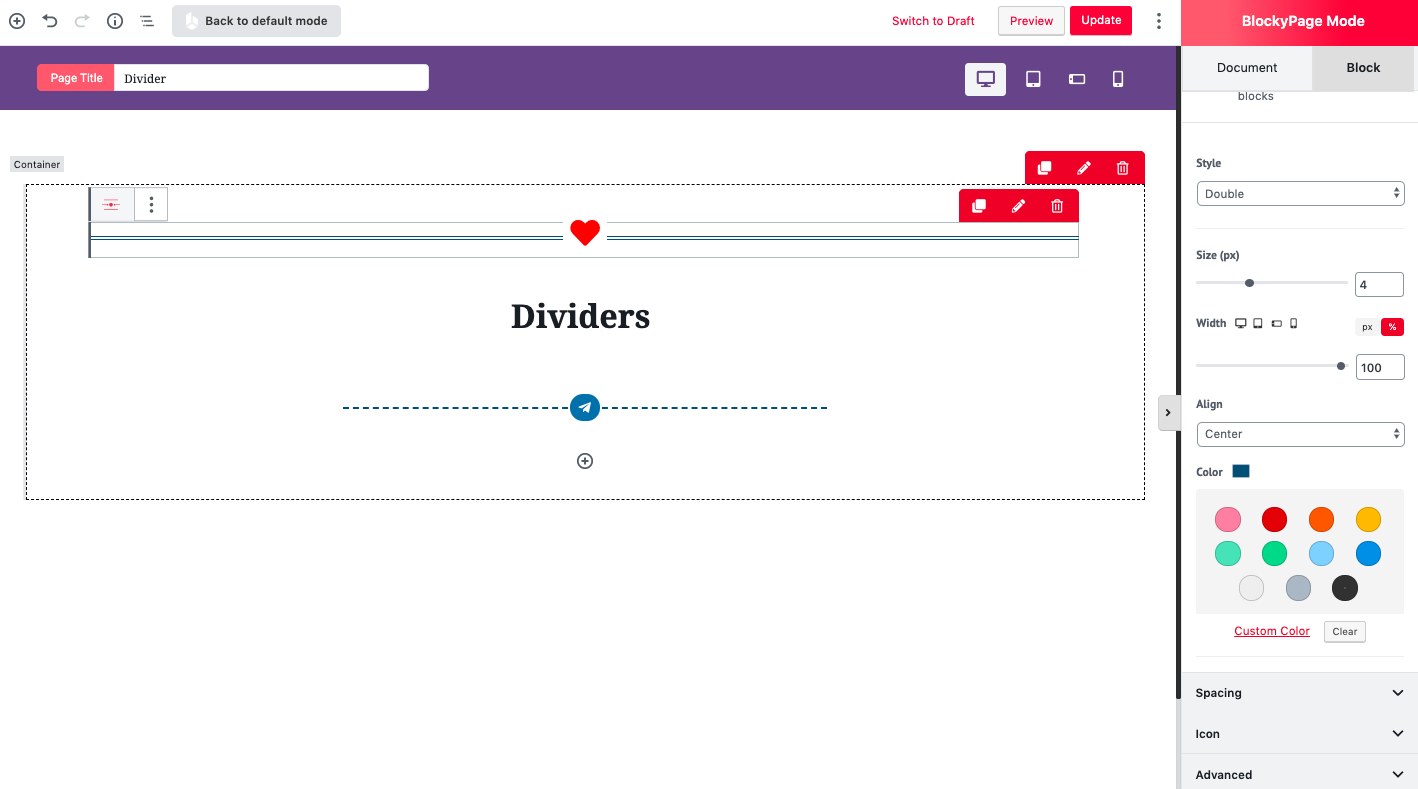 Back to default mode
Switch to Draft
Preview
Update
BlockyPage Mode
Page Title
Divider
Document
Block
blocks
Container
Style
Double
Size (px)
4
Dividers
Width
px
%
100
Align
Center
Color
Custom Color
Clear
Spacing
Icon
Advanced